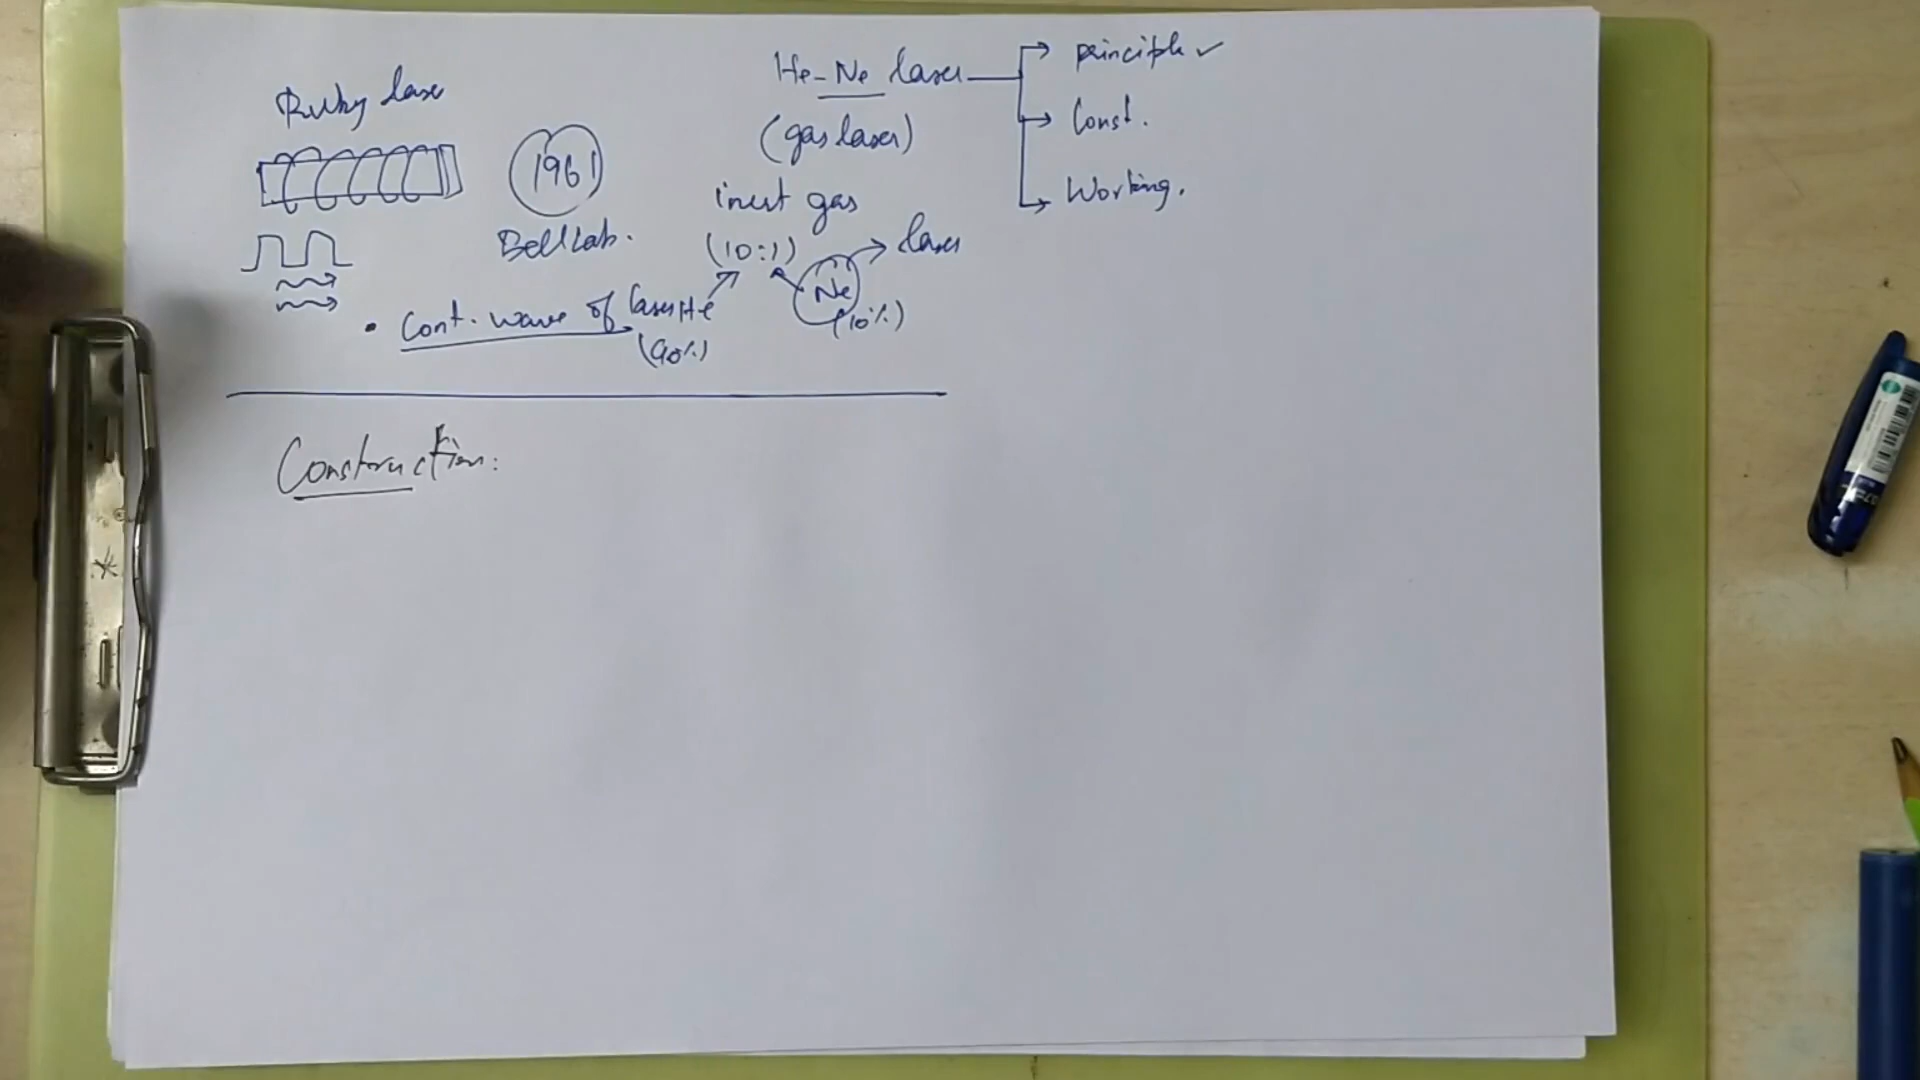 Ruby laser
1961
Bell Lab.
• Cont. wave of laser
He-Ne laser
(gas laser)
inert gas
(10:1)
He
(90%)
Ne
(10%)
laser
principle ✓
Const.
Working.
Construction: